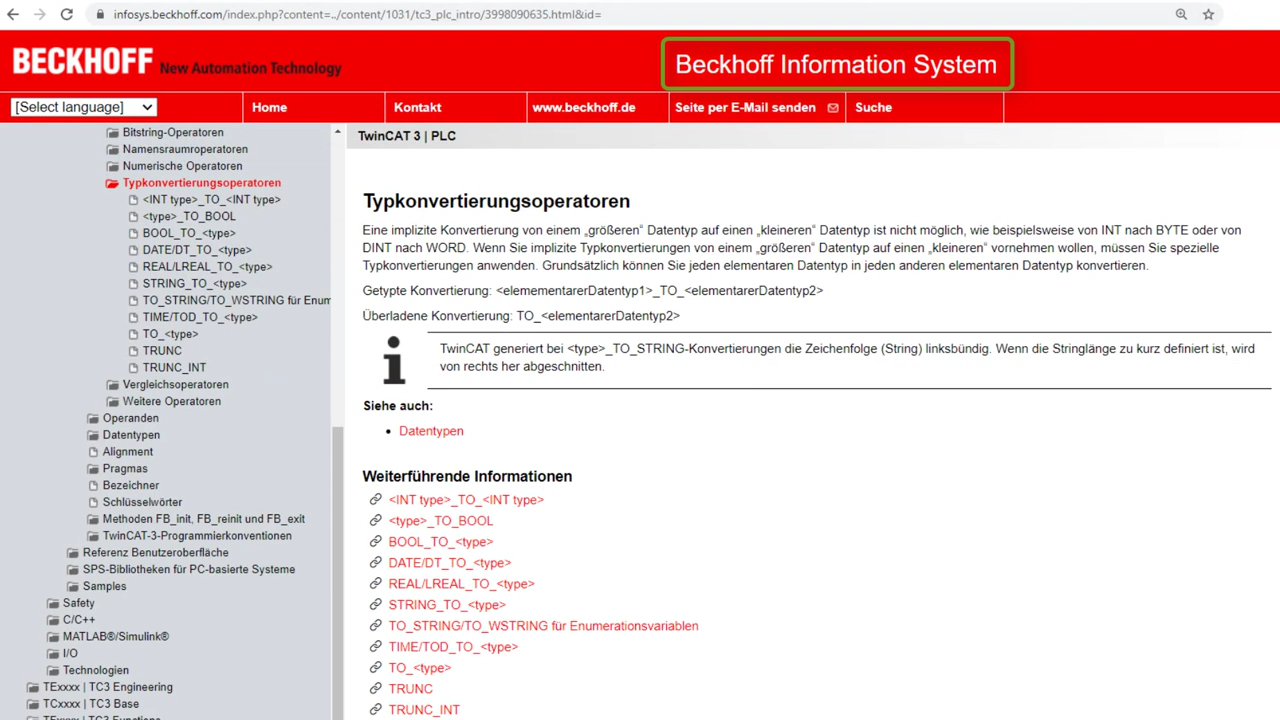 infosys.beckhoff.com/index.php?content=../content/1031/tc3_plc_intro/3998090635.html&id=
BECKHOFF New Automation Technology
Beckhoff Information System
[Select language]
Home
Kontakt
www.beckhoff.de
Seite per E-Mail senden
Suche
Bitstring-Operatoren
Namensraumoperatoren
Numerische Operatoren
Typkonvertierungsoperatoren
<INT type>_TO_<INT type>
<type>_TO_BOOL
BOOL_TO_<type>
DATE/DT_TO_<type>
REAL/LREAL_TO_<type>
STRING_TO_<type>
TO_STRING/TO_WSTRING für Enum
TIME/TOD_TO_<type>
TO_<type>
TRUNC
TRUNC_INT
Vergleichsoperatoren
Weitere Operatoren
Operanden
Datentypen
Alignment
Pragmas
Bezeichner
Schlüsselwörter
Methoden FB_init, FB_reinit und FB_exit
TwinCAT-3-Programmierkonventionen
Referenz Benutzeroberfläche
SPS-Bibliotheken für PC-basierte Systeme
Samples
Safety
C/C++
MATLAB®/Simulink®
I/O
Technologien
TExxxx | TC3 Engineering
TCxxxx | TC3 Base
TFxxxx | TC3 Functions
TwinCAT 3 | PLC
Typkonvertierungsoperatoren
Eine implizite Konvertierung von einem „größeren“ Datentyp auf einen „kleineren“ Datentyp ist nicht möglich, wie beispielsweise von INT nach BYTE oder von
DINT nach WORD. Wenn Sie implizite Typkonvertierungen von einem „größeren“ Datentyp auf einen „kleineren“ vornehmen wollen, müssen Sie spezielle
Typkonvertierungen anwenden. Grundsätzlich können Sie jeden elementaren Datentyp in jeden anderen elementaren Datentyp konvertieren.
Getypte Konvertierung: <elemementarerDatentyp1>_TO_<elementarerDatentyp2>
Überladene Konvertierung: TO_<elementarerDatentyp2>
TwinCAT generiert bei <type>_TO_STRING-Konvertierungen die Zeichenfolge (String) linksbündig. Wenn die Stringlänge zu kurz definiert ist, wird
von rechts her abgeschnitten.
Siehe auch:
Datentypen
Weiterführende Informationen
<INT type>_TO_<INT type>
<type>_TO_BOOL
BOOL_TO_<type>
DATE/DT_TO_<type>
REAL/LREAL_TO_<type>
STRING_TO_<type>
TO_STRING/TO_WSTRING für Enumerationsvariablen
TIME/TOD_TO_<type>
TO_<type>
TRUNC
TRUNC_INT